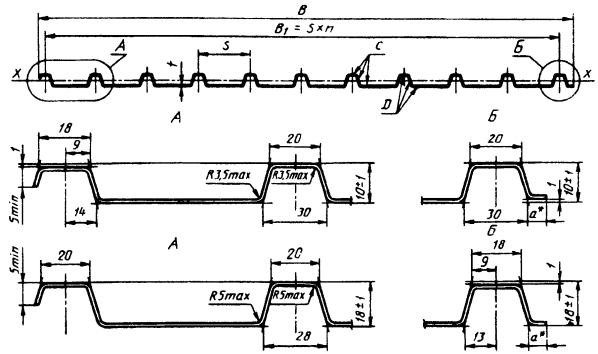 B
B₁ = S×n
A
t
S
C
Б
X
X
D
A
Б
18
9
1
5min
14
R3,5max
20
R3,5max
10±1
30
20
1
10±1
30
a*
A
Б
20
5min
R5max
20
R5max
18±1
28
18
9
1
18±1
13
a*